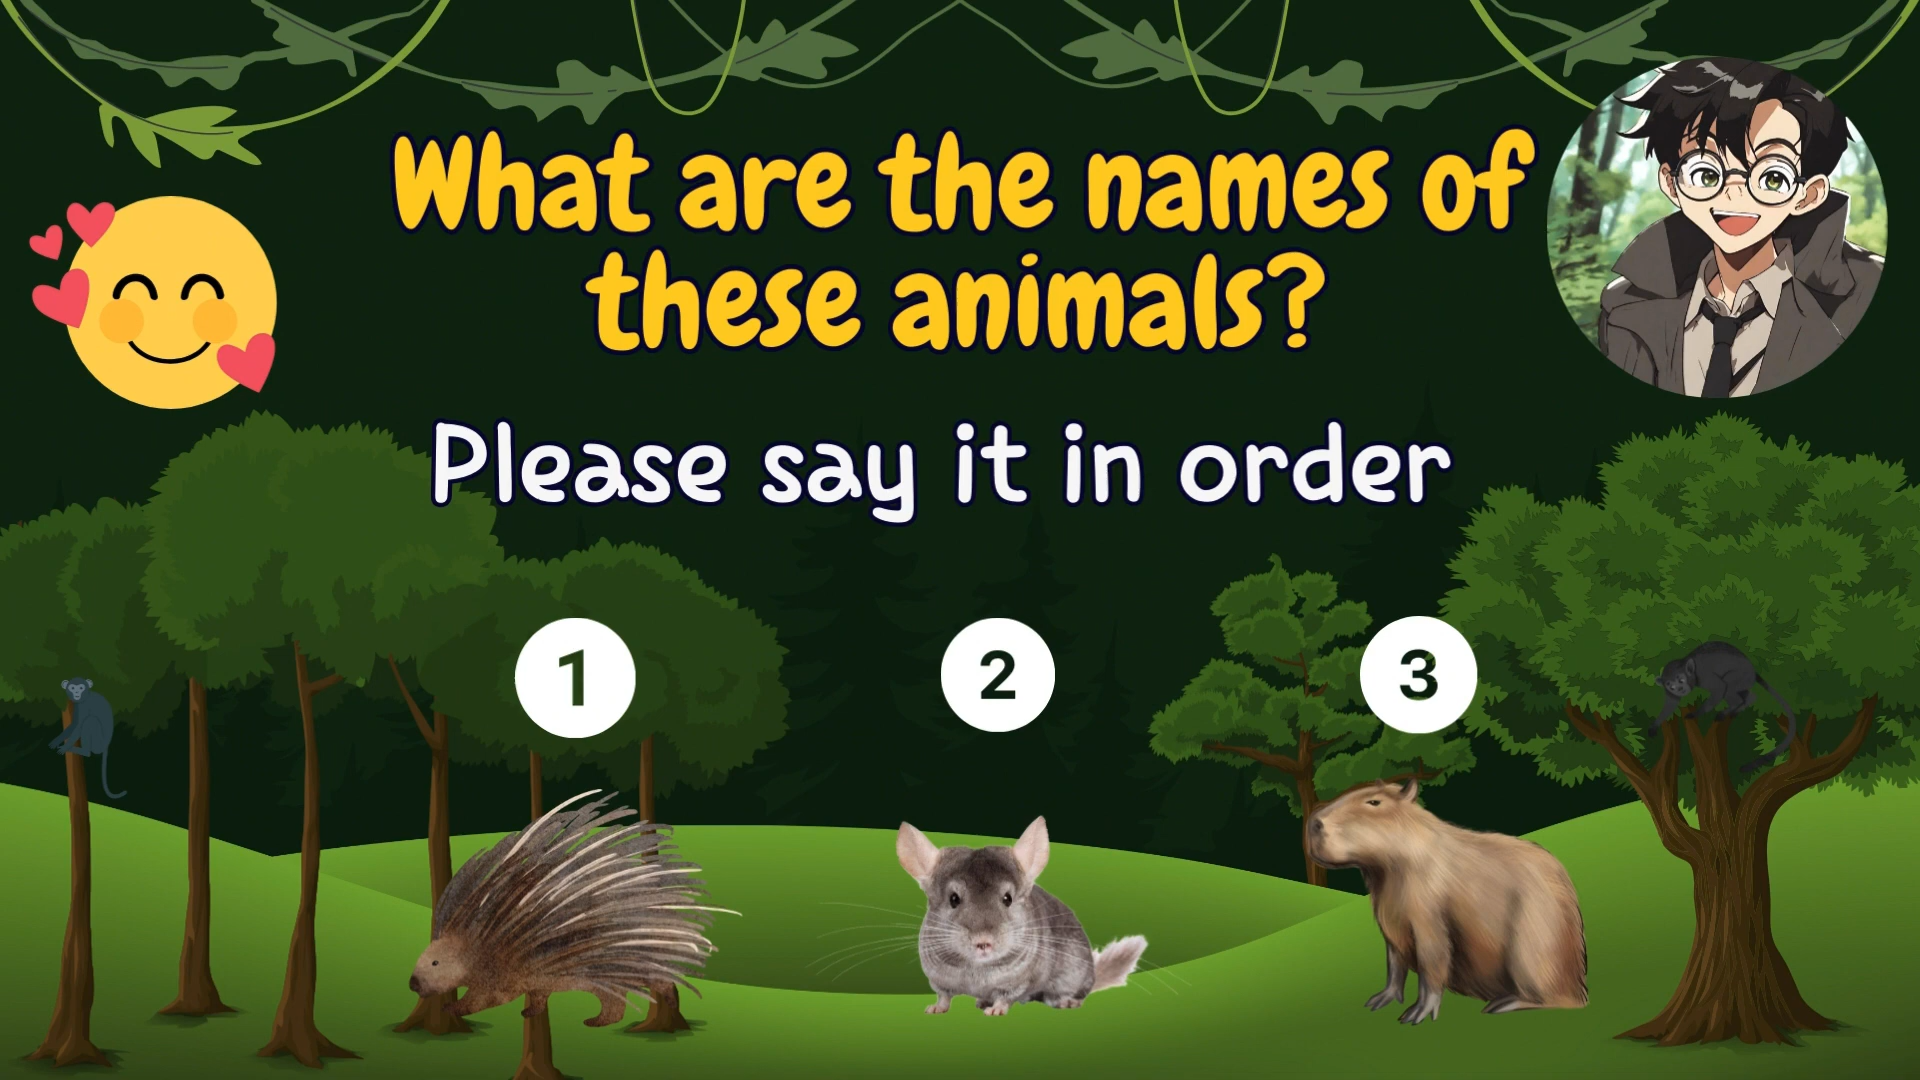 What are the names of
these animals?
Please say it in order
1
2
3